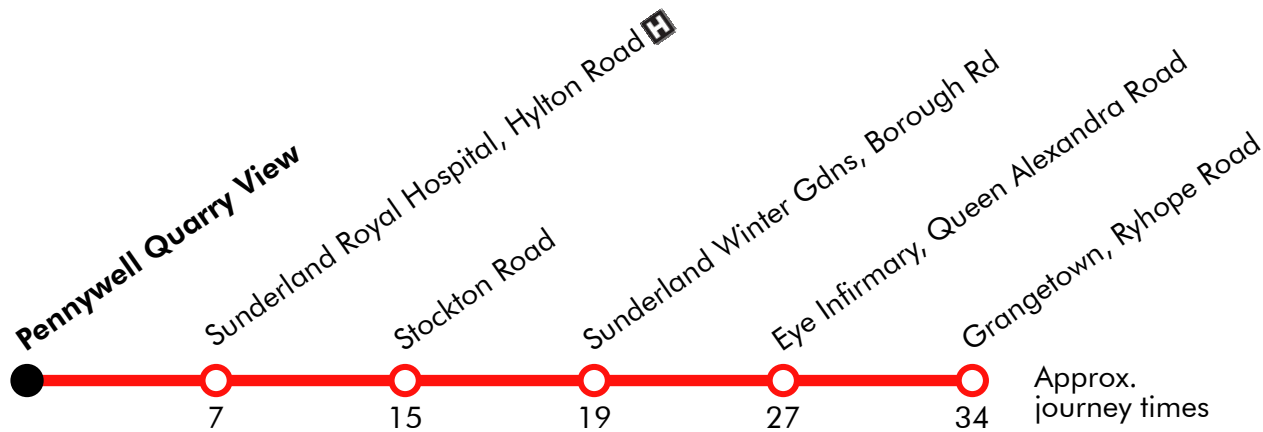 Pennywell Quarry View
Sunderland Royal Hospital, Hylton Road H
Stockton Road
Sunderland Winter Gdns, Borough Rd
Eye Infirmary, Queen Alexandra Road
Grangetown, Ryhope Road
7
15
19
27
34
Approx.
journey times